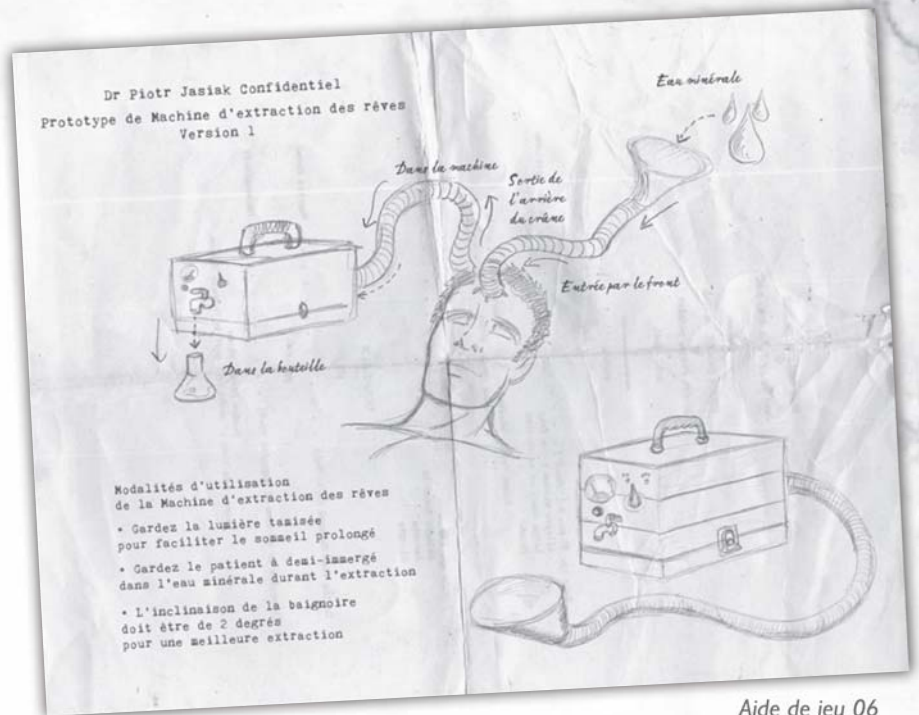 Dr Piotr Jasiak Confidentiel
Prototype de Machine d'extraction des rêves
Version 1
Eau minérale
Dans la machine
Sortie de
l'arrière
du crâne
Entrée par le front
Dans la bouteille
Modalités d'utilisation
de la Machine d'extraction des rêves
• Gardez la lumière tamisée
pour faciliter le sommeil prolongé
• Gardez le patient à demi-immergé
dans l'eau minérale durant l'extraction
• L'inclinaison de la baignoire
doit être de 2 degrés
pour une meilleure extraction
Aide de jeu 06